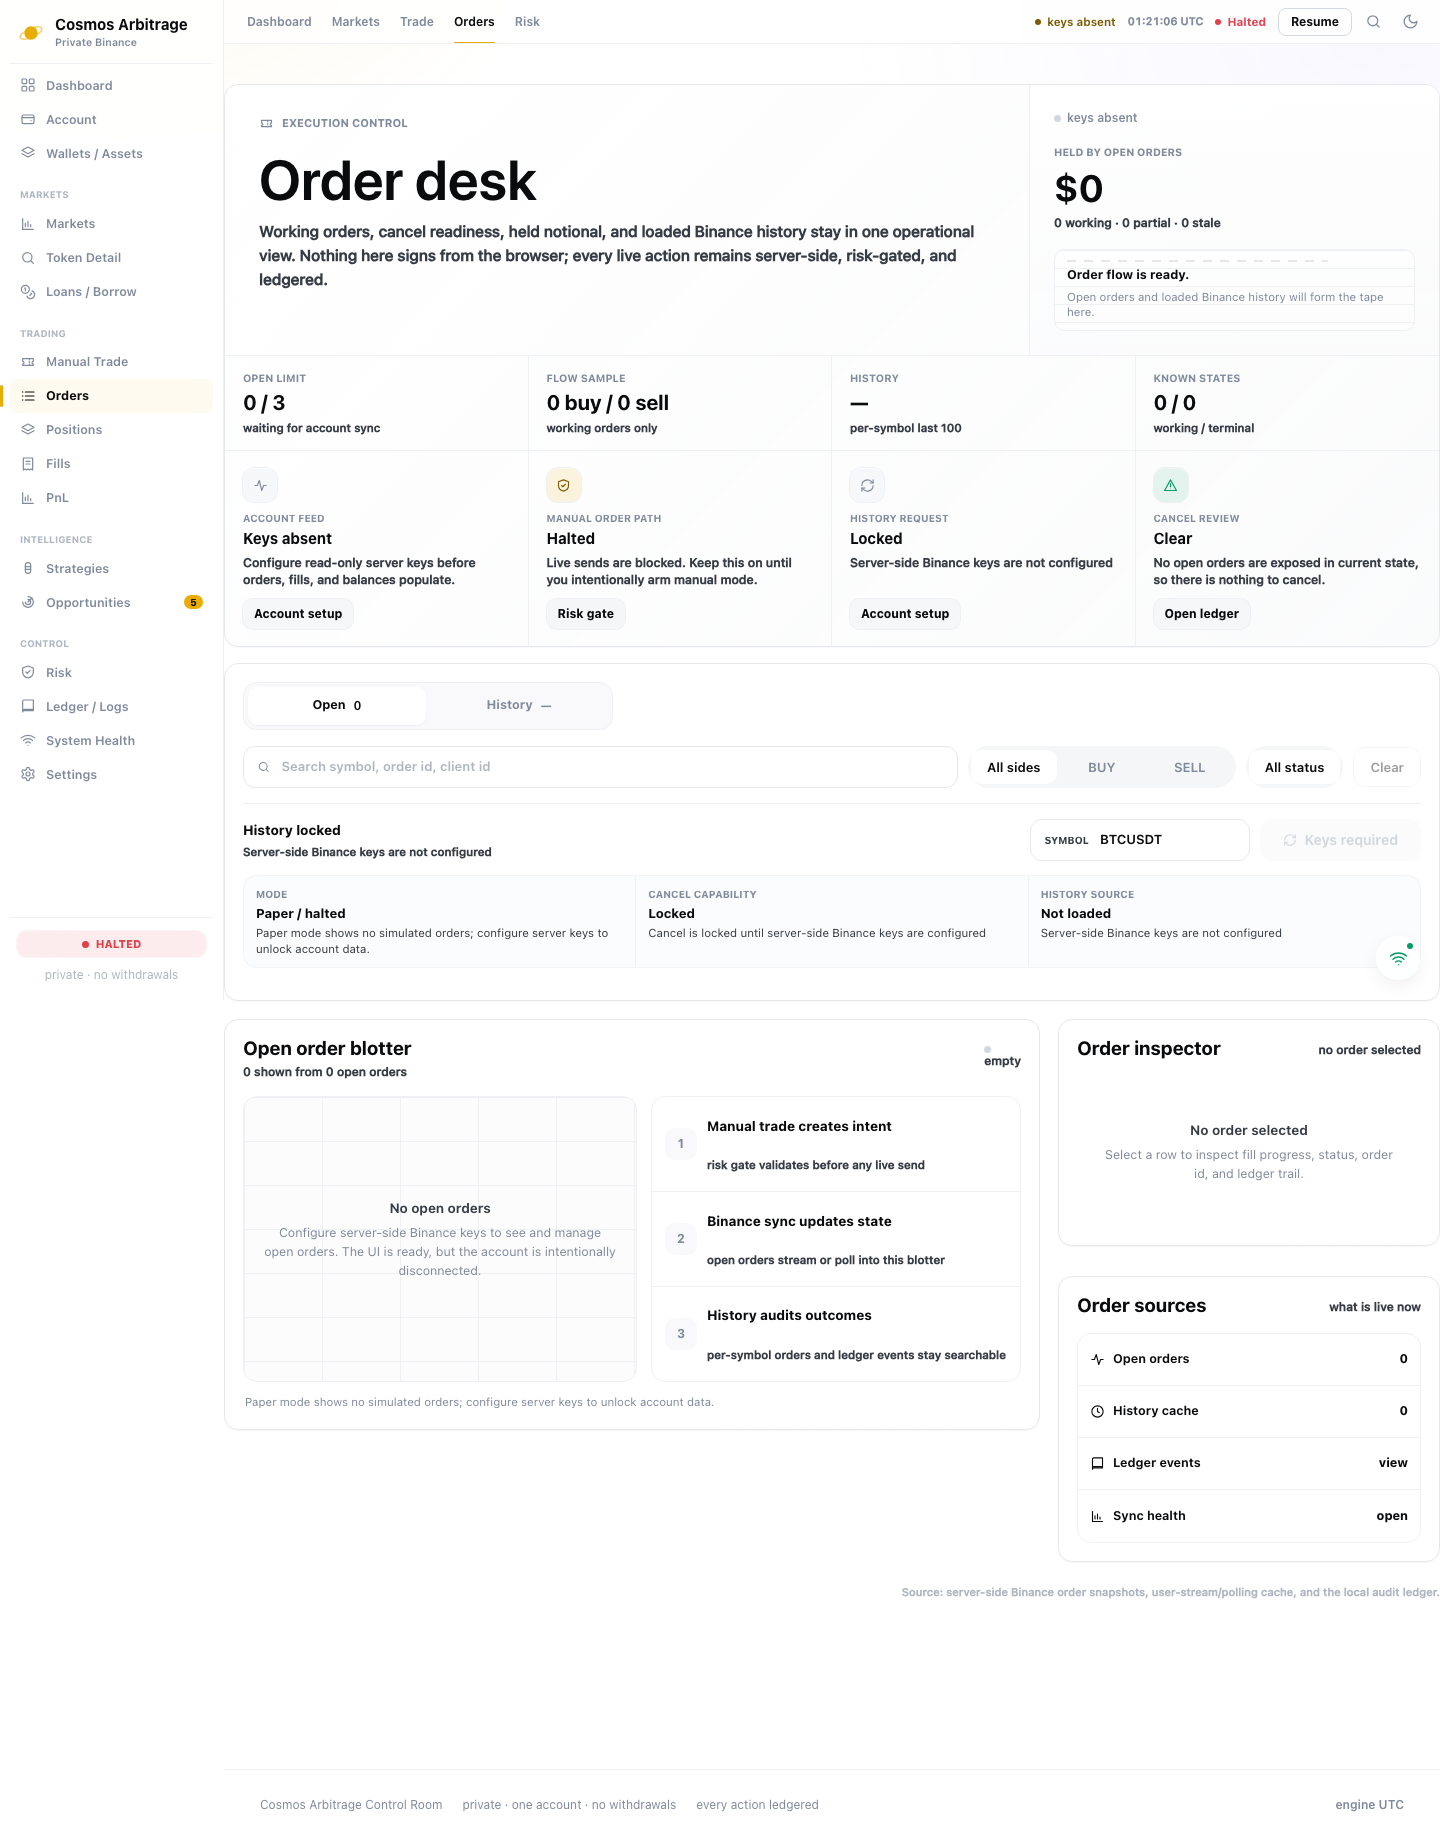 Cosmos Arbitrage
Private Binance
Dashboard
Account
Wallets / Assets
MARKETS
Markets
Token Detail
Loans / Borrow
TRADING
Manual Trade
Orders
Positions
Fills
PnL
INTELLIGENCE
Strategies
Opportunities 5
CONTROL
Risk
Ledger / Logs
System Health
Settings
HALTED
private · no withdrawals
Dashboard Markets Trade Orders Risk
keys absent 01:21:06 UTC Halted Resume
EXECUTION CONTROL
Order desk
Working orders, cancel readiness, held notional, and loaded Binance history stay in one operational
view. Nothing here signs from the browser; every live action remains server-side, risk-gated, and
ledgered.
keys absent
HELD BY OPEN ORDERS
$0
0 working · 0 partial · 0 stale
Order flow is ready.
Open orders and loaded Binance history will form the tape
here.
OPEN LIMIT
0 / 3
waiting for account sync
FLOW SAMPLE
0 buy / 0 sell
working orders only
HISTORY
—
per-symbol last 100
KNOWN STATES
0 / 0
working / terminal
ACCOUNT FEED
Keys absent
Configure read-only server keys before
orders, fills, and balances populate.
Account setup
MANUAL ORDER PATH
Halted
Live sends are blocked. Keep this on until
you intentionally arm manual mode.
Risk gate
HISTORY REQUEST
Locked
Server-side Binance keys are not configured
Account setup
CANCEL REVIEW
Clear
No open orders are exposed in current state,
so there is nothing to cancel.
Open ledger
Open 0 History —
Search symbol, order id, client id
All sides BUY SELL All status Clear
History locked
Server-side Binance keys are not configured
SYMBOL BTCUSDT Keys required
MODE
Paper / halted
Paper mode shows no simulated orders; configure server keys to
unlock account data.
CANCEL CAPABILITY
Locked
Cancel is locked until server-side Binance keys are configured
HISTORY SOURCE
Not loaded
Server-side Binance keys are not configured
Open order blotter
0 shown from 0 open orders
empty
No open orders
Configure server-side Binance keys to see and manage
open orders. The UI is ready, but the account is intentionally
disconnected.
1 Manual trade creates intent
risk gate validates before any live send
2 Binance sync updates state
open orders stream or poll into this blotter
3 History audits outcomes
per-symbol orders and ledger events stay searchable
Paper mode shows no simulated orders; configure server keys to unlock account data.
Order inspector no order selected
No order selected
Select a row to inspect fill progress, status, order
id, and ledger trail.
Order sources what is live now
Open orders 0
History cache 0
Ledger events view
Sync health open
Source: server-side Binance order snapshots, user-stream/polling cache, and the local audit ledger.
Cosmos Arbitrage Control Room private · one account · no withdrawals every action ledgered engine UTC